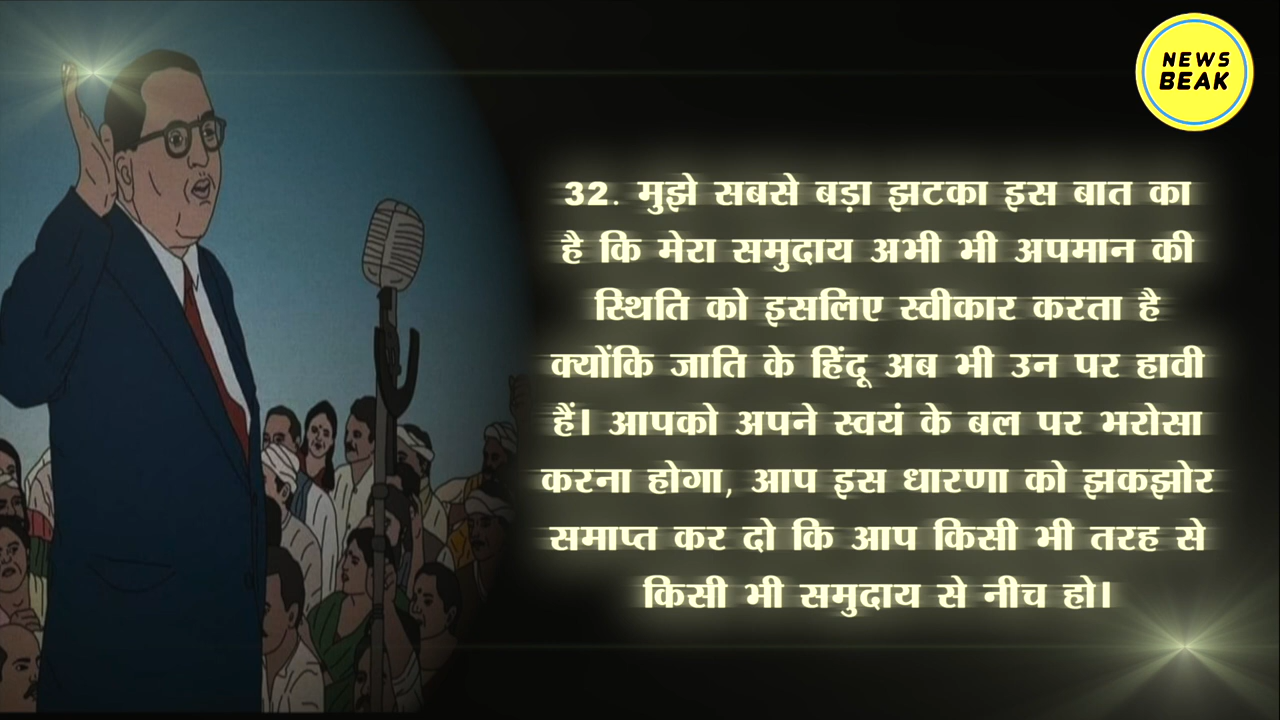 NEWS
BEAK
32. मुझे सबसे बड़ा झटका इस बात का
है कि मेरा समुदाय अभी भी अपमान की
स्थिति को इसलिए स्वीकार करता है
क्योंकि जाति के हिंदू अब भी उन पर हावी
हैं। आपको अपने स्वयं के बल पर भरोसा
करना होगा, आप इस धारणा को झकझोर
समाप्त कर दो कि आप किसी भी तरह से
किसी भी समुदाय से नीच हो।